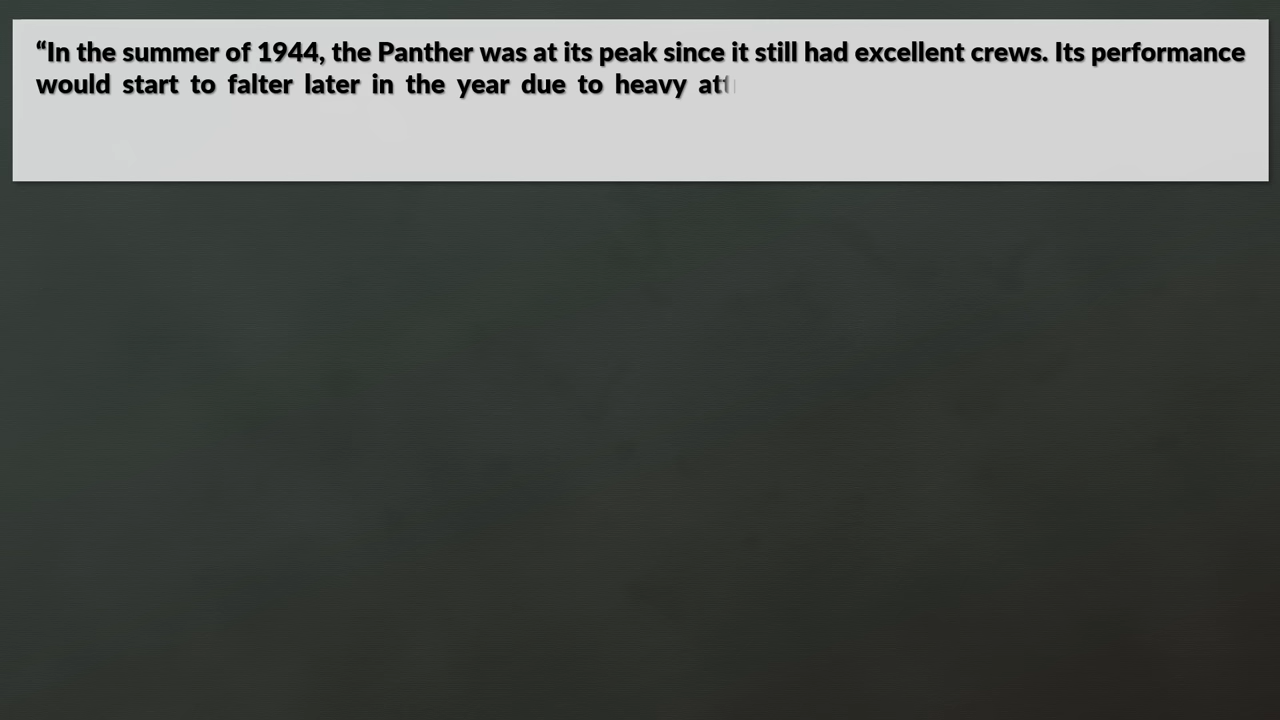 “In the summer of 1944, the Panther was at its peak since it still had excellent crews. Its performance
would start to falter later in the year due to heavy